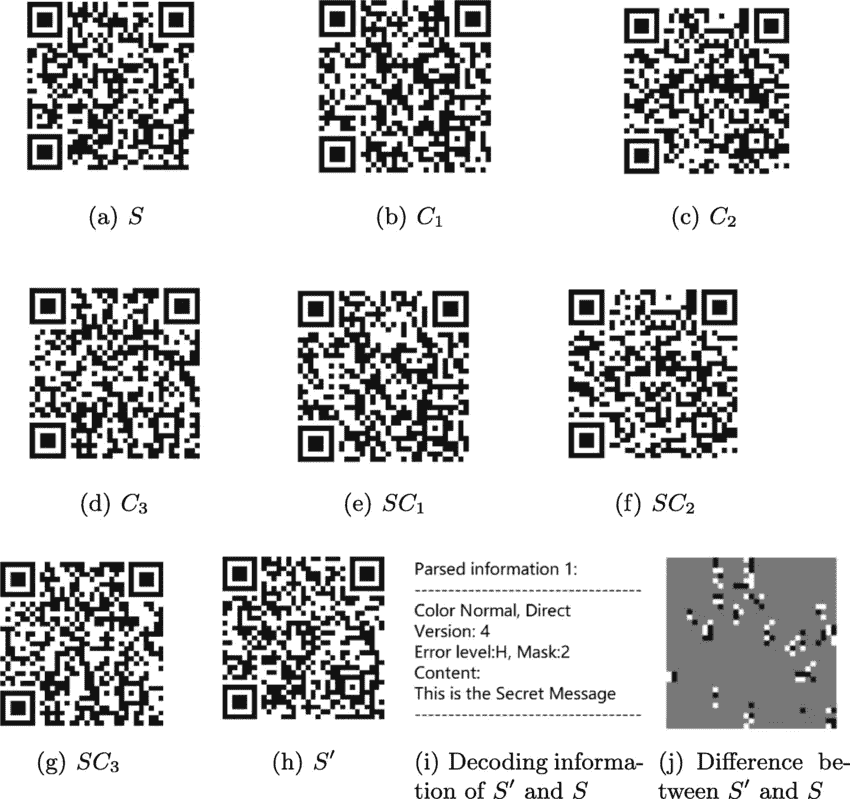 (a) S
(b) C₁
(c) C₂
(d) C₃
(e) SC₁
(f) SC₂
Parsed information 1:
--------------------------------
Color Normal, Direct
Version: 4
Error level:H, Mask:2
Content:
This is the Secret Message
--------------------------------
(g) SC₃
(h) S′
(i) Decoding informa-
tion of S′ and S
(j) Difference be-
tween S′ and S